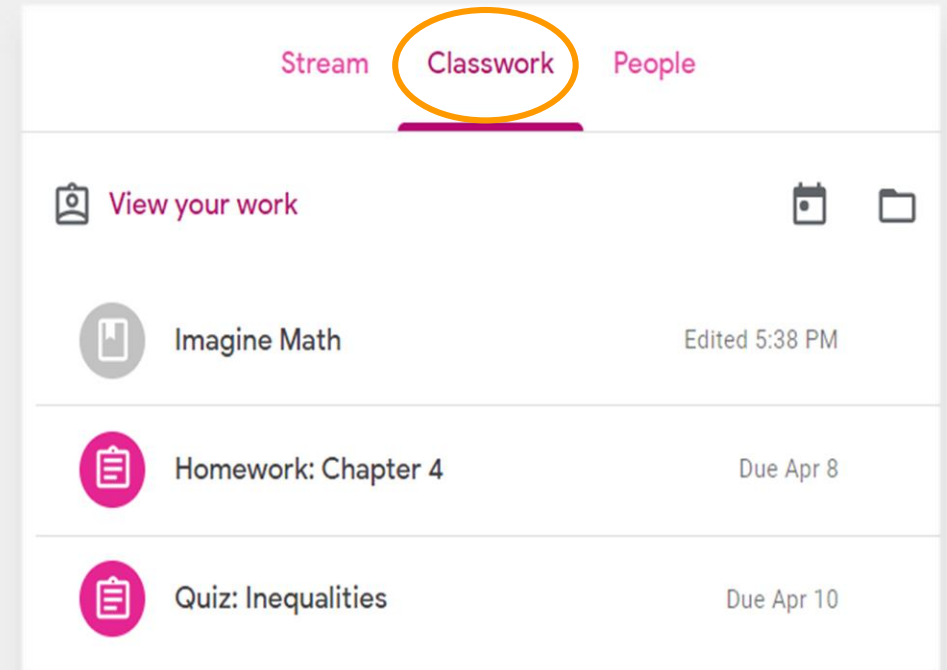 Stream Classwork People
View your work
Imagine Math Edited 5:38 PM
Homework: Chapter 4 Due Apr 8
Quiz: Inequalities Due Apr 10